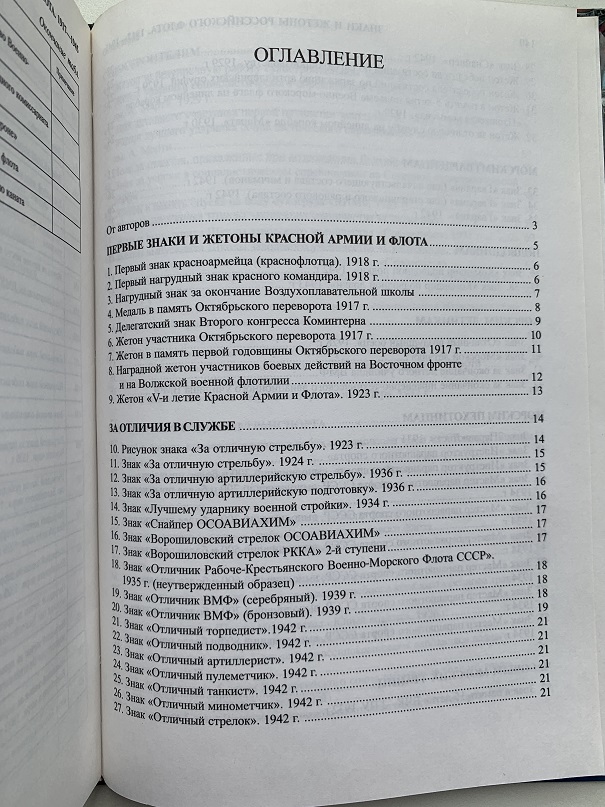 ОГЛАВЛЕНИЕ
От авторов 3
ПЕРВЫЕ ЗНАКИ И ЖЕТОНЫ КРАСНОЙ АРМИИ И ФЛОТА 5
1. Первый знак красноармейца (краснофлотца). 1918 г. 6
2. Первый нагрудный знак красного командира. 1918 г. 6
3. Нагрудный знак за окончание Воздухоплавательной школы 7
4. Медаль в память Октябрьского переворота 1917 г. 8
5. Делегатский знак Второго конгресса Коминтерна 9
6. Жетон участника Октябрьского переворота 1917 г. 10
7. Жетон в память первой годовщины Октябрьского переворота 1917 г. 11
8. Наградной жетон участников боевых действий на Восточном фронте
и на Волжской военной флотилии 12
9. Жетон «V-и летие Красной Армии и Флота». 1923 г. 13
ЗА ОТЛИЧИЯ В СЛУЖБЕ 14
10. Рисунок знака «За отличную стрельбу». 1923 г. 14
11. Знак «За отличную стрельбу». 1924 г. 15
12. Знак «За отличную артиллерийскую стрельбу». 1936 г. 15
13. Знак «За отличную артиллерийскую подготовку». 1936 г. 16
14. Знак «Лучшему ударнику военной стройки». 1934 г. 16
15. Знак «Снайпер ОСОАВИАХИМ» 17
16. Знак «Ворошиловский стрелок ОСОАВИАХИМ» 17
17. Знак «Ворошиловский стрелок РККА» 2-й ступени 17
18. Знак «Отличник Рабоче-Крестьянского Военно-Морского Флота СССР».
1935 г. (неутвержденный образец) 18
19. Знак «Отличник ВМФ» (серебряный). 1939 г. 18
20. Знак «Отличник ВМФ» (бронзовый). 1939 г. 19
21. Знак «Отличный торпедист».1942 г. 21
22. Знак «Отличный подводник». 1942 г. 21
23. Знак «Отличный артиллерист». 1942 г. 21
24. Знак «Отличный пулеметчик». 1942 г. 21
25. Знак «Отличный танкист». 1942 г. 21
26. Знак «Отличный минометчик». 1942 г. 21
27. Знак «Отличный стрелок». 1942 г. 21